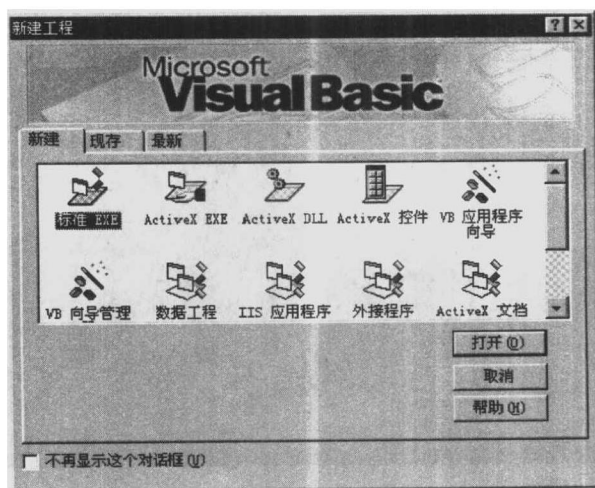 新建工程
Microsoft
Visual Basic
新建 现存 最新
标准 EXE ActiveX EXE ActiveX DLL ActiveX 控件 VB 应用程序
向导
VB 向导管理 数据工程 IIS 应用程序 外接程序 ActiveX 文档
打开(O)
取消
帮助(H)
不再显示这个对话框(U)